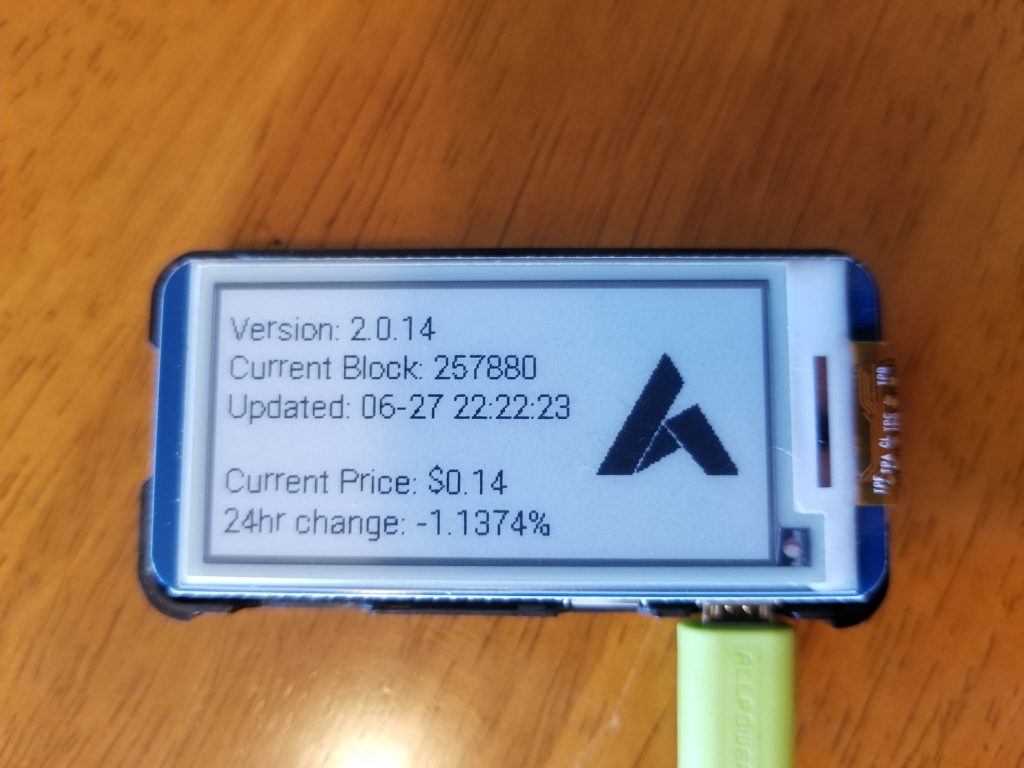 Version: 2.0.14
Current Block: 257880
Updated: 06-27 22:22:23
Current Price: $0.14
24hr change: -1.1374%
ALLPOWER